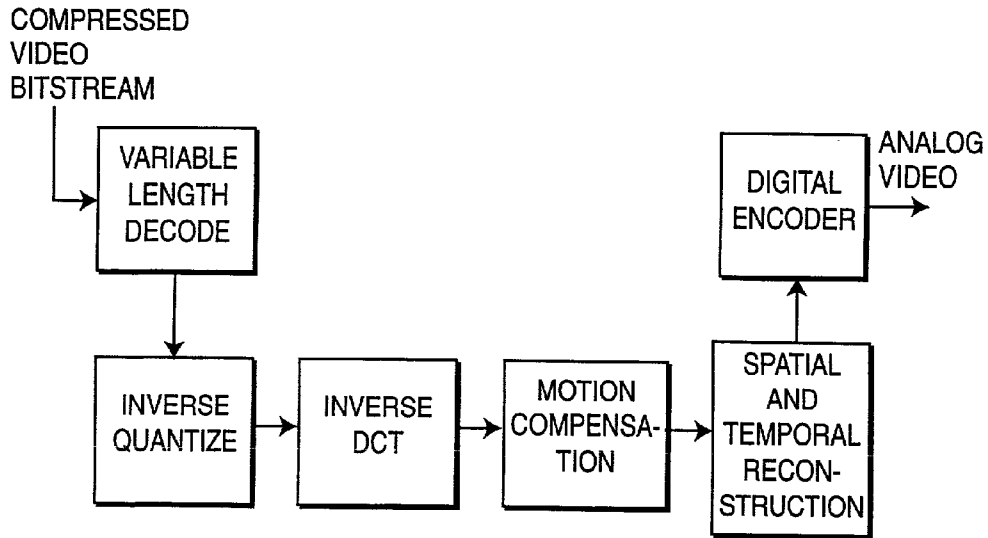 COMPRESSED
VIDEO
BITSTREAM
VARIABLE
LENGTH
DECODE
INVERSE
QUANTIZE
INVERSE
DCT
MOTION
COMPENSA-
TION
SPATIAL
AND
TEMPORAL
RECON-
STRUCTION
DIGITAL
ENCODER
ANALOG
VIDEO